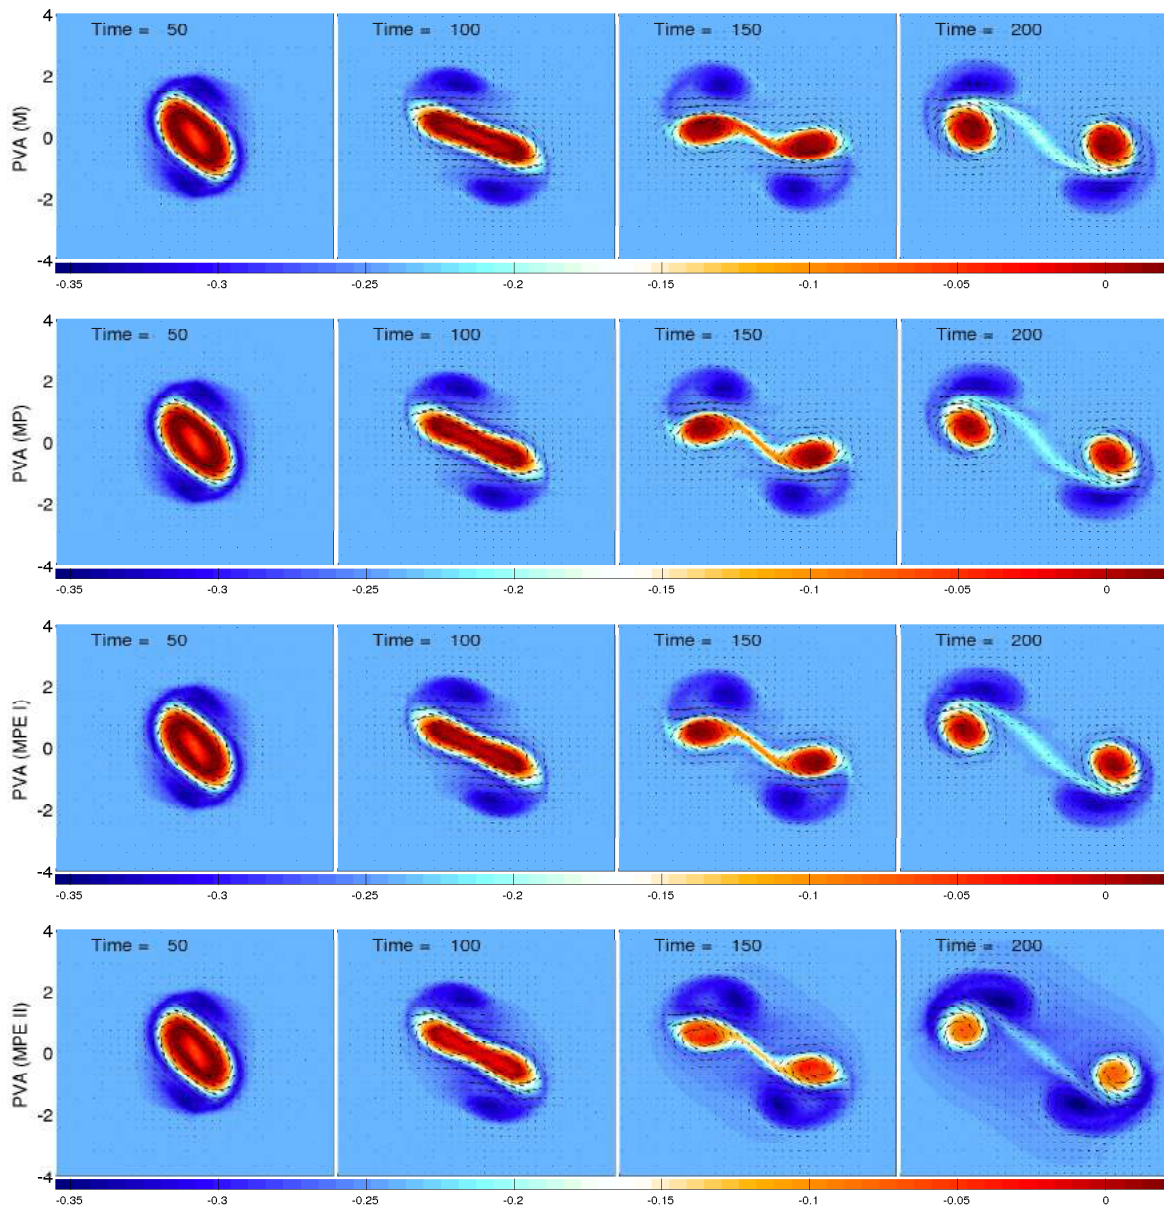 Time = 50 Time = 100 Time = 150 Time = 200
4
2
0
-2
-4
PVA (M)
-0.35 -0.3 -0.25 -0.2 -0.15 -0.1 -0.05 0
Time = 50 Time = 100 Time = 150 Time = 200
4
2
0
-2
-4
PVA (MP)
-0.35 -0.3 -0.25 -0.2 -0.15 -0.1 -0.05 0
Time = 50 Time = 100 Time = 150 Time = 200
4
2
0
-2
-4
PVA (MPE I)
-0.35 -0.3 -0.25 -0.2 -0.15 -0.1 -0.05 0
Time = 50 Time = 100 Time = 150 Time = 200
4
2
0
-2
-4
PVA (MPE II)
-0.35 -0.3 -0.25 -0.2 -0.15 -0.1 -0.05 0